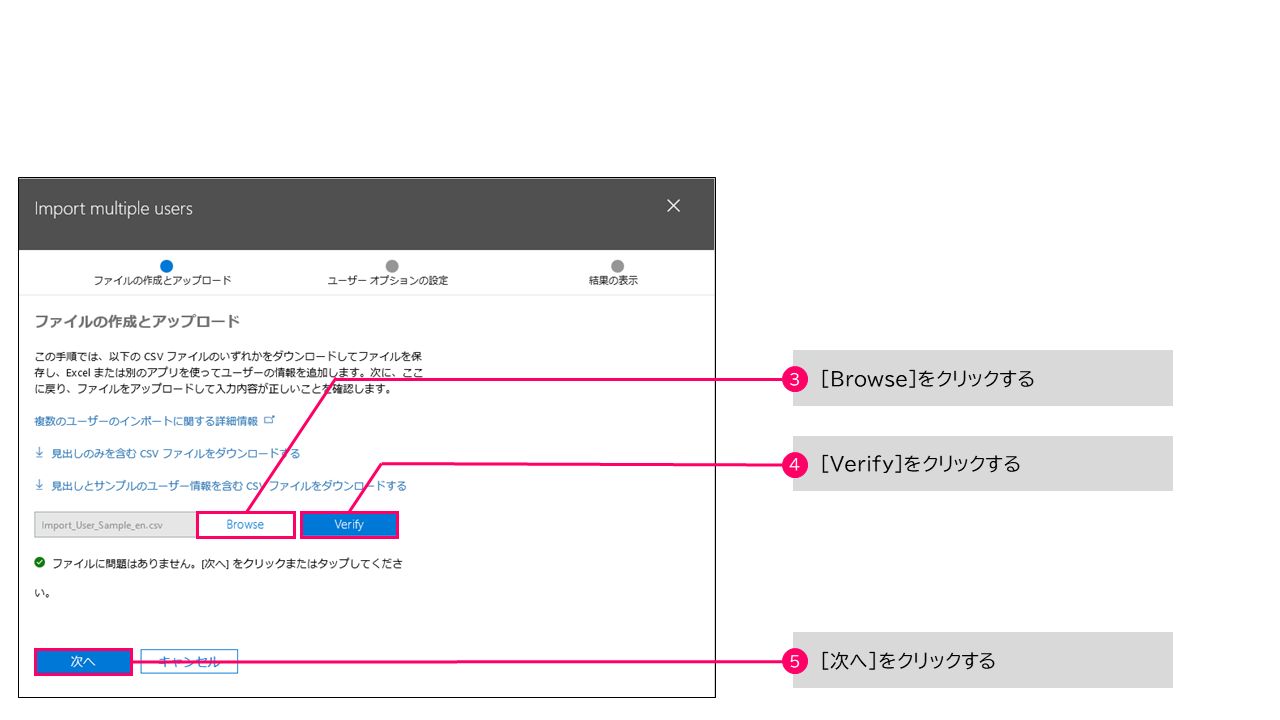 Import multiple users
ファイルの作成とアップロード
ユーザー オプションの設定
結果の表示
ファイルの作成とアップロード
この手順では、以下の CSV ファイルのいずれかをダウンロードしてファイルを保
存し、Excel または別のアプリを使ってユーザーの情報を追加します。次に、ここ
に戻り、ファイルをアップロードして入力内容が正しいことを確認します。
複数のユーザーのインポートに関する詳細情報
見出しのみを含む CSV ファイルをダウンロードする
見出しとサンプルのユーザー情報を含む CSV ファイルをダウンロードする
Import_User_Sample_en.csv
Browse
Verify
ファイルに問題はありません。[次へ] をクリックまたはタップしてくださ
い。
次へ
キャンセル
3 [Browse]をクリックする
4 [Verify]をクリックする
5 [次へ]をクリックする